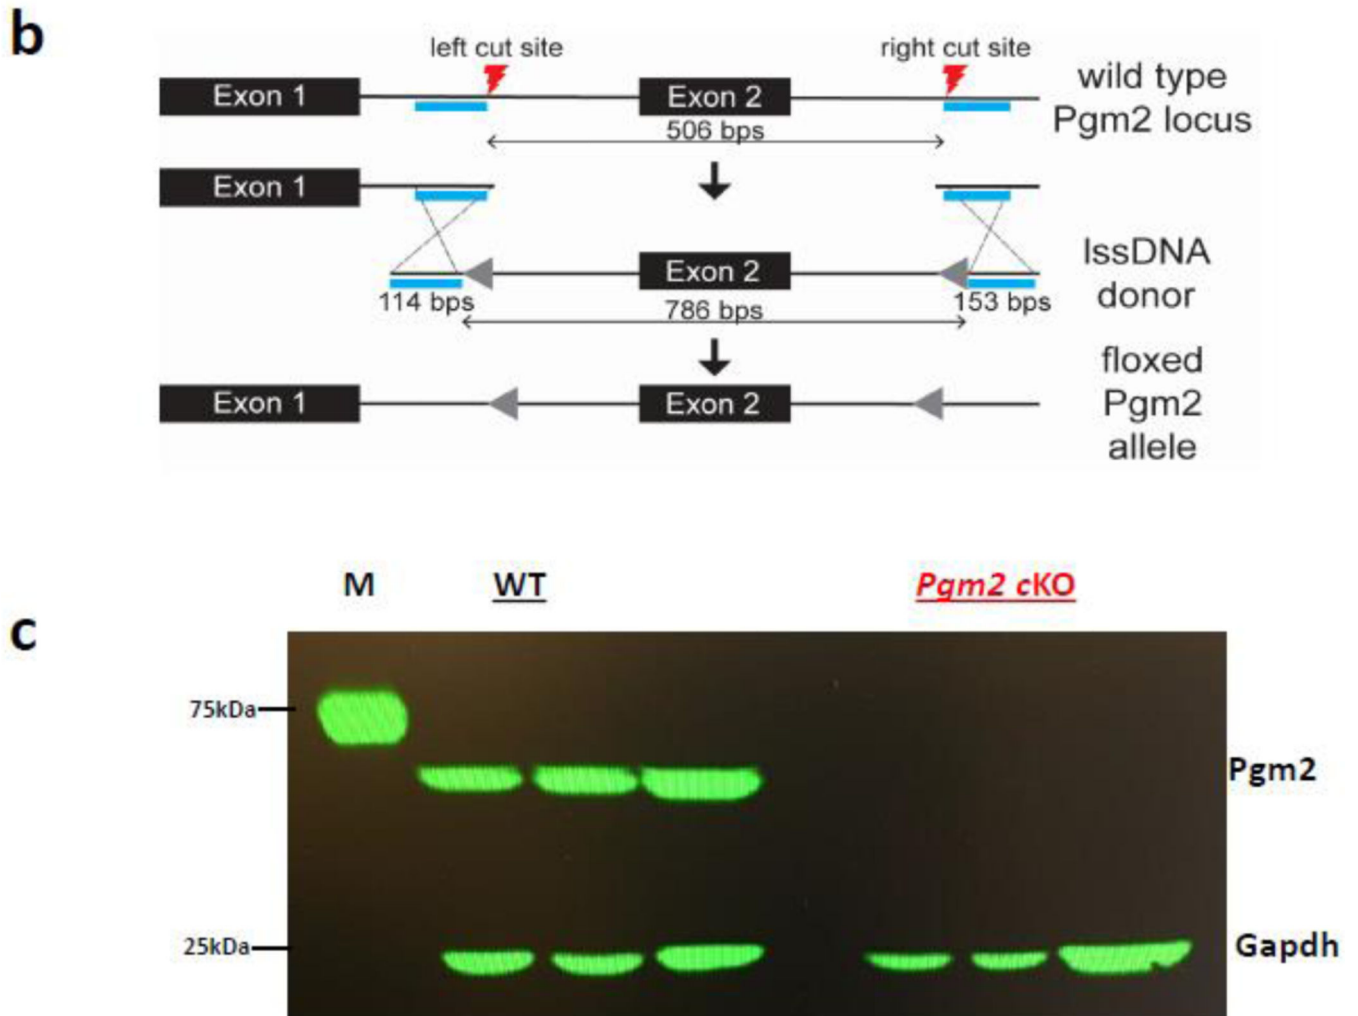 b
left cut site
right cut site
Exon 1
Exon 2
wild type
Pgm2 locus
506 bps
Exon 1
Exon 2
lssDNA
donor
114 bps
786 bps
153 bps
Exon 1
Exon 2
floxed
Pgm2
allele
M
WT
Pgm2 cKO
c
75kDa
Pgm2
25kDa
Gapdh